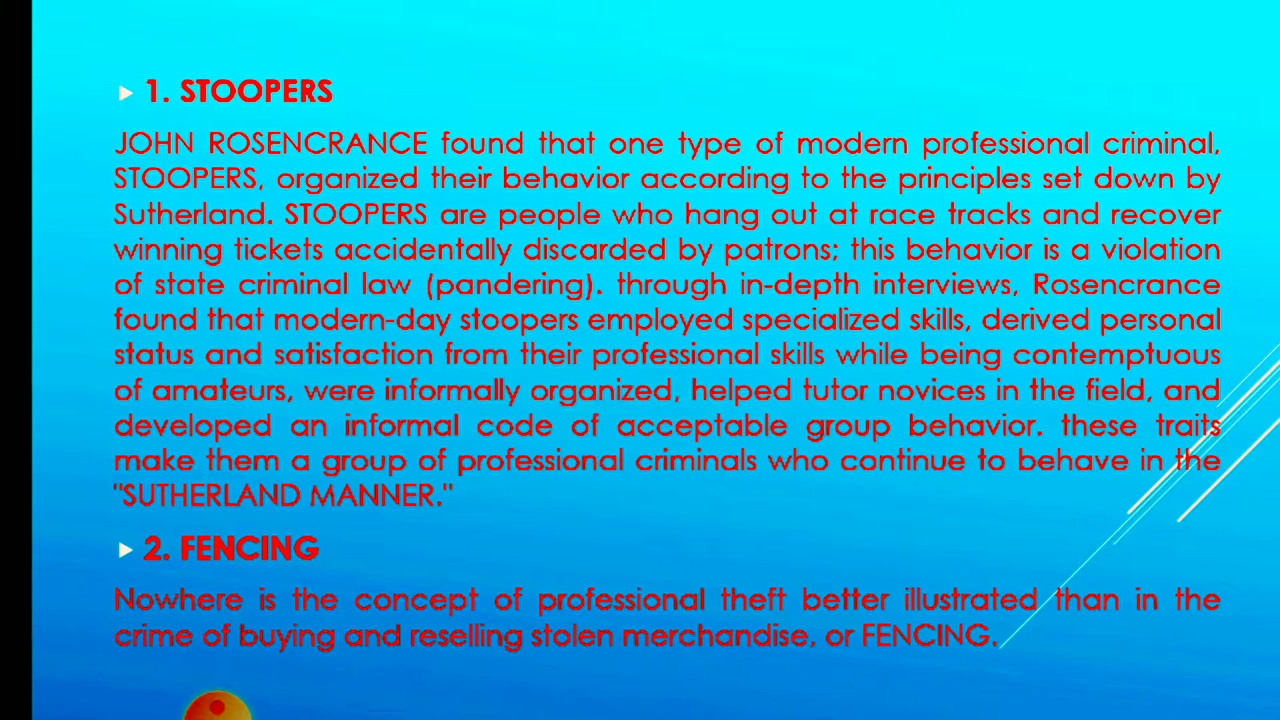 1. STOOPERS
JOHN ROSENCRANCE found that one type of modern professional criminal,
STOOPERS, organized their behavior according to the principles set down by
Sutherland. STOOPERS are people who hang out at race tracks and recover
winning tickets accidentally discarded by patrons; this behavior is a violation
of state criminal law (pandering). through in-depth interviews, Rosencrance
found that modern-day stoopers employed specialized skills, derived personal
status and satisfaction from their professional skills while being contemptuous
of amateurs, were informally organized, helped tutor novices in the field, and
developed an informal code of acceptable group behavior. these traits
make them a group of professional criminals who continue to behave in the
"SUTHERLAND MANNER."
2. FENCING
Nowhere is the concept of professional theft better illustrated than in the
crime of buying and reselling stolen merchandise, or FENCING.